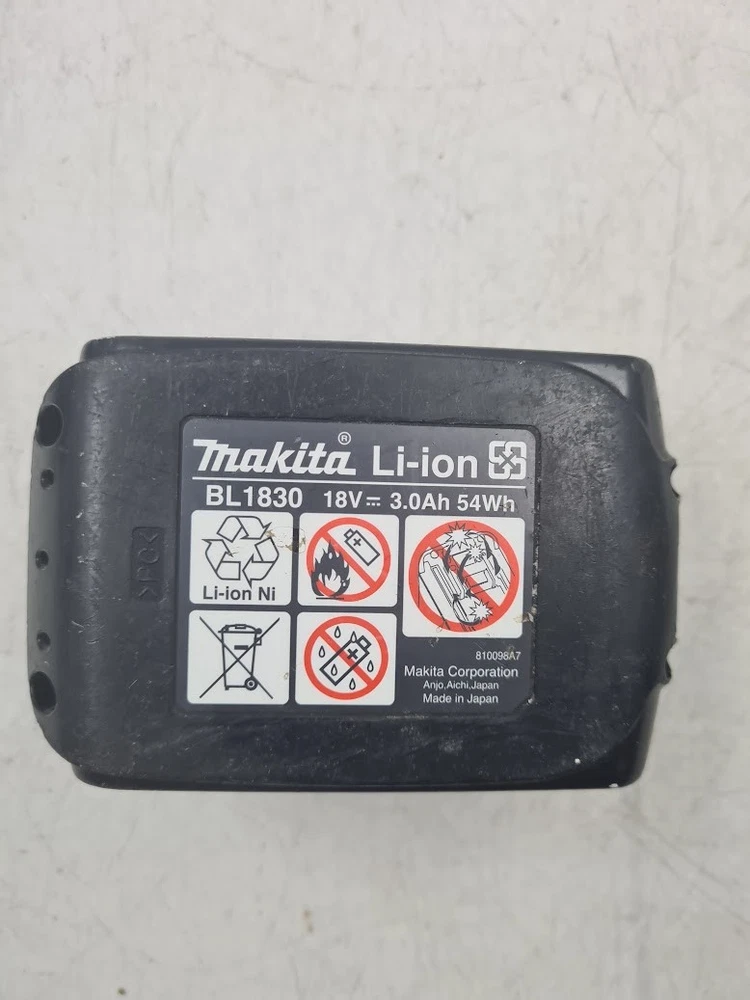 makita® Li-ion
BL1830 18V⎓ 3.0Ah 54Wh
Li-ion Ni
>PC<
810098A7
Makita Corporation
Anjo,Aichi,Japan
Made in Japan